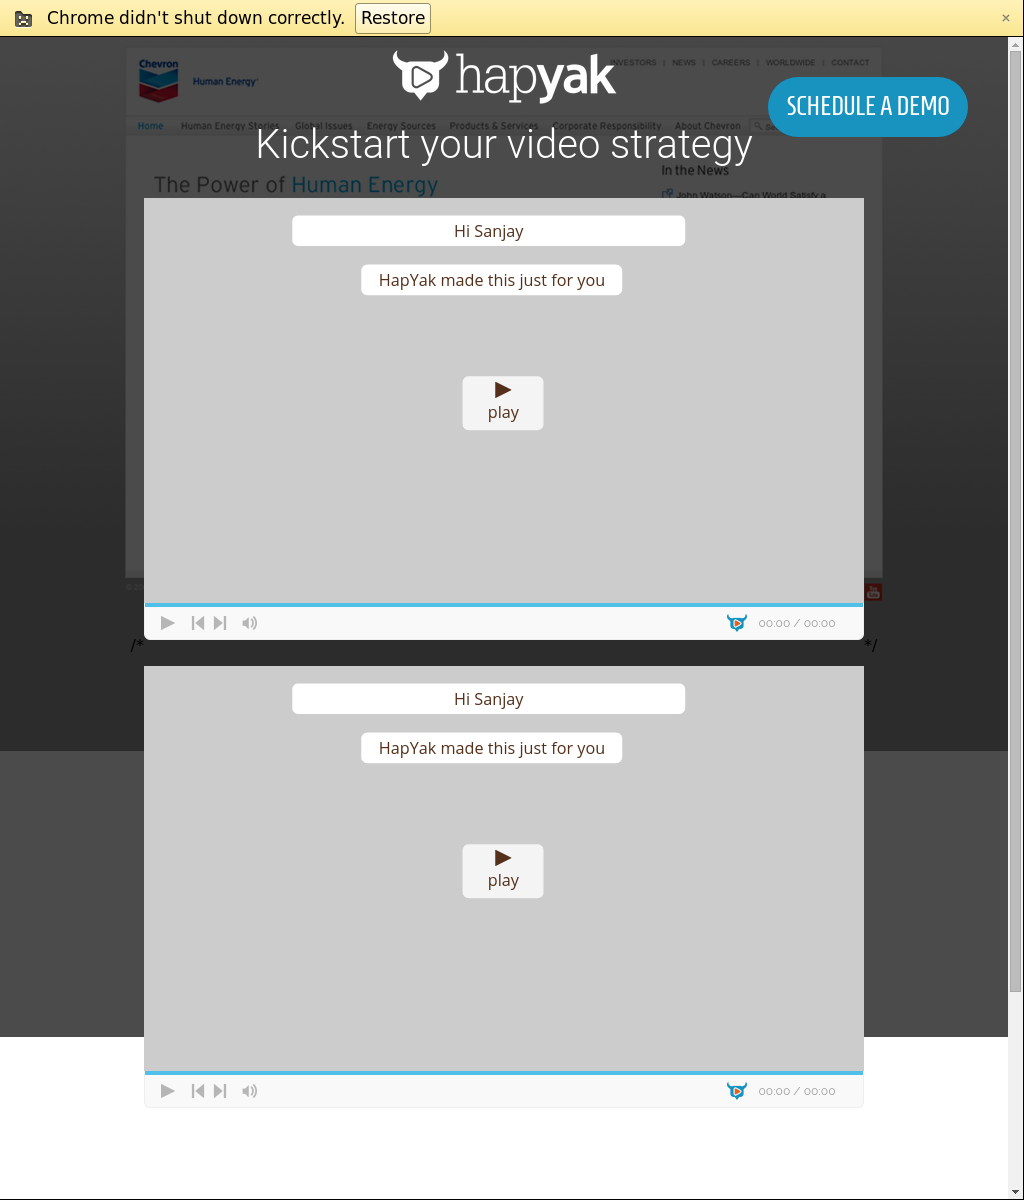 Chrome didn't shut down correctly. Restore
Chevron
Human Energy
INVESTORS | NEWS | CAREERS | WORLDWIDE | CONTACT
hapyak
SCHEDULE A DEMO
Home Human Energy Stories Global Issues Energy Sources Products & Services Corporate Responsibility About Chevron
Kickstart your video strategy
In the News
The Power of Human Energy
John Watson—Can World Satisfy a
Hi Sanjay
HapYak made this just for you
play
00:00 / 00:00
/* */
Hi Sanjay
HapYak made this just for you
play
00:00 / 00:00